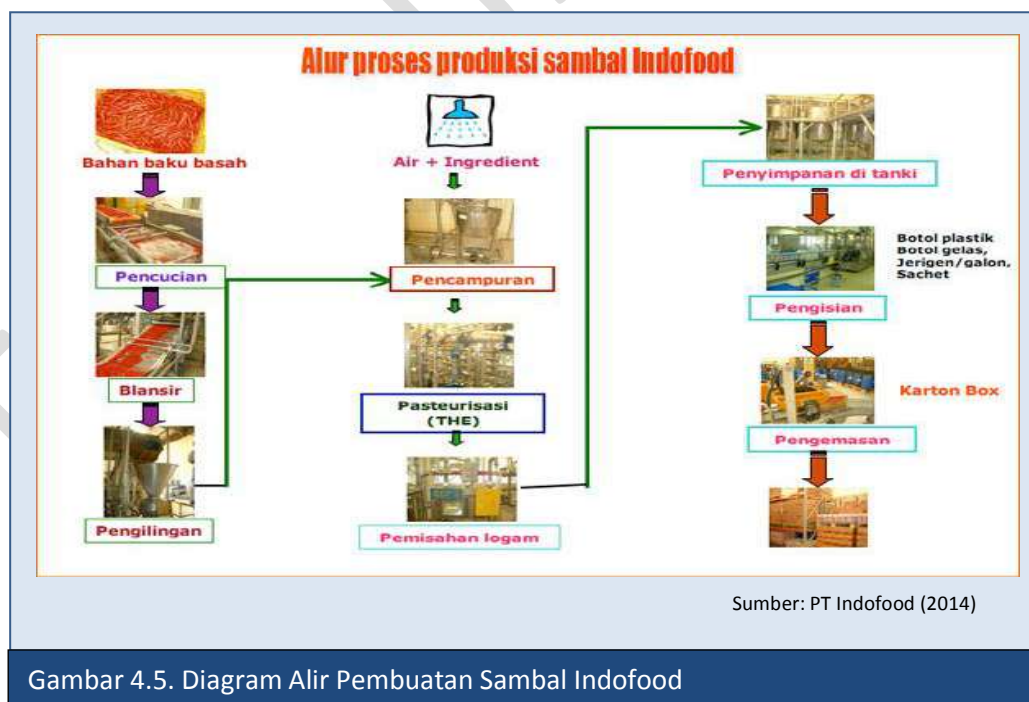 Alur proses produksi sambal Indofood
Bahan baku basah
Pencucian
Blansir
Pengilingan
Air + Ingredient
Pencampuran
Pasteurisasi
(THE)
Pemisahan logam
Penyimpanan di tanki
Botol plastik
Botol gelas,
Jerigen/galon,
Sachet
Pengisian
Karton Box
Pengemasan
Sumber: PT Indofood (2014)
Gambar 4.5. Diagram Alir Pembuatan Sambal Indofood